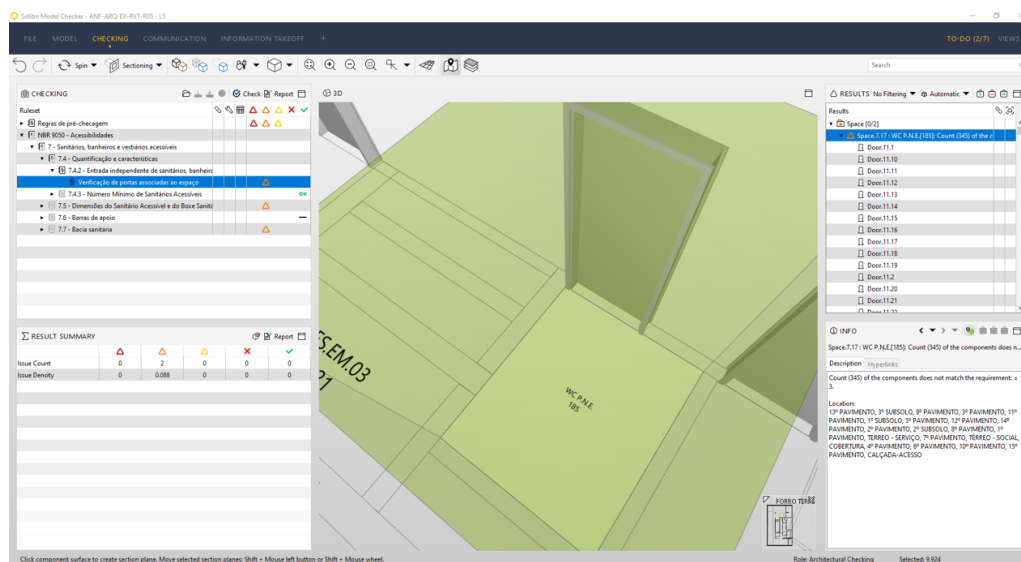 Solibri Model Checker - ANF-ARQ-EII-RVT-R05 - LS
FILE MODEL CHECKING COMMUNICATION INFORMATION TAKEOFF + TO-DO (2/7) VIEWS
Spin Sectioning Search
CHECKING Check Report
Ruleset
Regras de pré-checagem
NBR 9050 - Acessibilidades
7 - Sanitários, banheiros e vestiários acessíveis
7.4 - Quantificação e características
7.4.2 - Entrada independente de sanitários, banheiro
Verificação de portas associadas ao espaço
7.4.3 - Número Mínimo de Sanitários Acessíveis OK
7.5 - Dimensões do Sanitário Acessível e do Boxe Sanitá
7.6 - Barras de apoio
7.7 - Bacia sanitária
RESULT SUMMARY Report
Issue Count 0 2 0 0 0
Issue Density 0 0.088 0 0 0
3D
S.EM.03
21
WC P.N.E.
185
FORRO TERRE
RESULTS No Filtering Automatic
Results
Space [0/2]
Space.7.17 : WC P.N.E.[185]: Count (345) of the c
Door.11.1
Door.11.10
Door.11.11
Door.11.12
Door.11.13
Door.11.14
Door.11.15
Door.11.16
Door.11.17
Door.11.18
Door.11.19
Door.11.2
Door.11.20
Door.11.21
Door.11.22
INFO
Space.7.17 : WC P.N.E.[185]: Count (345) of the components does n...
Description Hyperlinks
Count (345) of the components does not match the requirement: =
3.
Location:
13º PAVIMENTO, 3º SUBSOLO, 9º PAVIMENTO, 3º PAVIMENTO, 11º
PAVIMENTO, 1º SUBSOLO, 5º PAVIMENTO, 12º PAVIMENTO, 14º
PAVIMENTO, 2º PAVIMENTO, 2º SUBSOLO, 8º PAVIMENTO, 1º
PAVIMENTO, TERREO - SERVIÇO, 7º PAVIMENTO, TÉRREO - SOCIAL,
COBERTURA, 4º PAVIMENTO, 6º PAVIMENTO, 10º PAVIMENTO, 15º
PAVIMENTO, CALÇADA-ACESSO
Click component surface to create section plane. Move selected section planes: Shift + Mouse left button or Shift + Mouse wheel. Role: Architectural Checking Selected: 9.924